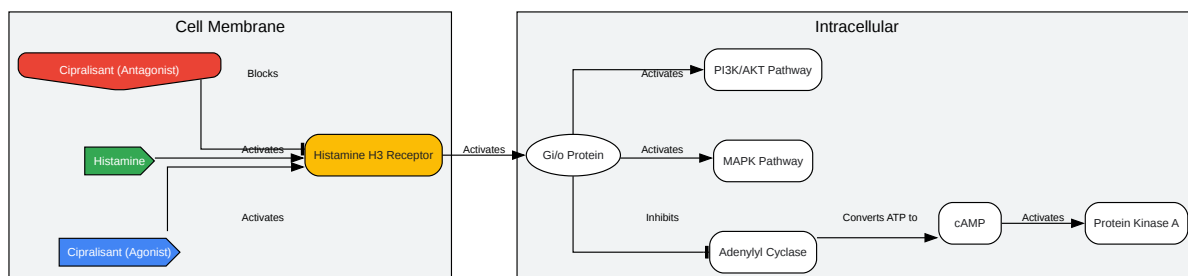 Cell Membrane
Intracellular
Cipralisant (Antagonist)
Blocks
Activates
PI3K/AKT Pathway
Histamine
Activates
Histamine H3 Receptor
Activates
Gi/o Protein
Activates
MAPK Pathway
Cipralisant (Agonist)
Activates
Inhibits
Adenylyl Cyclase
Converts ATP to
cAMP
Activates
Protein Kinase A